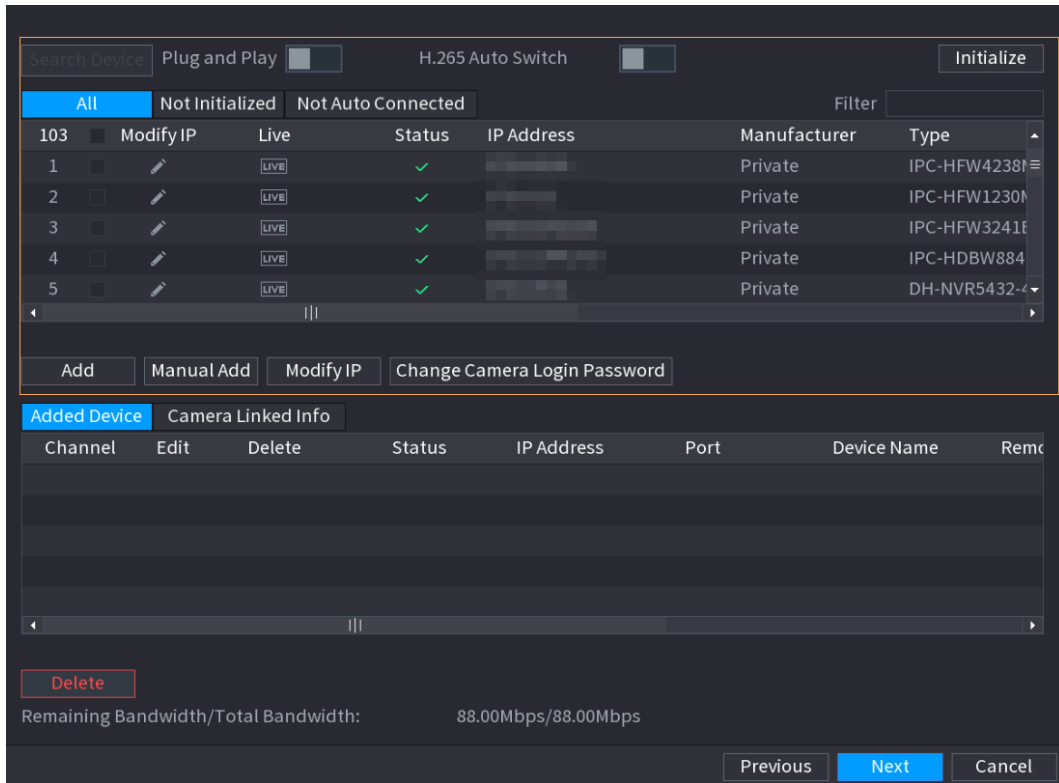 Search Device Plug and Play H.265 Auto Switch Initialize
All Not Initialized Not Auto Connected Filter
103 Modify IP Live Status IP Address Manufacturer Type
1 LIVE Private IPC-HFW4238
2 LIVE Private IPC-HFW1230
3 LIVE Private IPC-HFW3241
4 LIVE Private IPC-HDBW884
5 LIVE Private DH-NVR5432-4
Add Manual Add Modify IP Change Camera Login Password
Added Device Camera Linked Info
Channel Edit Delete Status IP Address Port Device Name Remo
Delete
Remaining Bandwidth/Total Bandwidth: 88.00Mbps/88.00Mbps
Previous Next Cancel